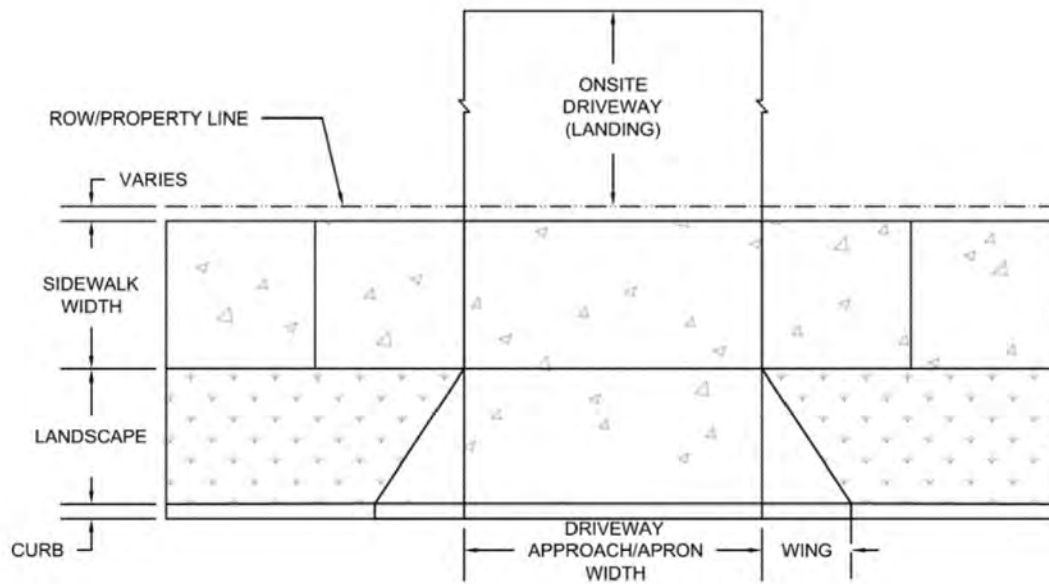 ONSITE
DRIVEWAY
(LANDING)
ROW/PROPERTY LINE
VARIES
SIDEWALK
WIDTH
LANDSCAPE
CURB
DRIVEWAY
APPROACH/APRON
WIDTH
WING